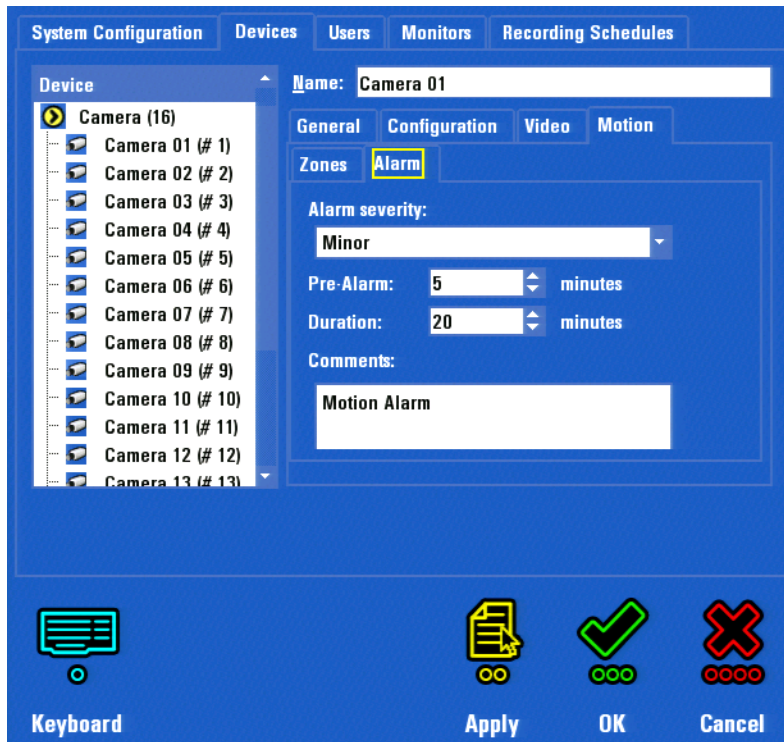 System Configuration Devices Users Monitors Recording Schedules
Device
Camera (16)
Camera 01 (# 1)
Camera 02 (# 2)
Camera 03 (# 3)
Camera 04 (# 4)
Camera 05 (# 5)
Camera 06 (# 6)
Camera 07 (# 7)
Camera 08 (# 8)
Camera 09 (# 9)
Camera 10 (# 10)
Camera 11 (# 11)
Camera 12 (# 12)
Camera 13 (# 13)
Name: Camera 01
General Configuration Video Motion
Zones Alarm
Alarm severity:
Minor
Pre-Alarm: 5 minutes
Duration: 20 minutes
Comments:
Motion Alarm
Keyboard Apply OK Cancel